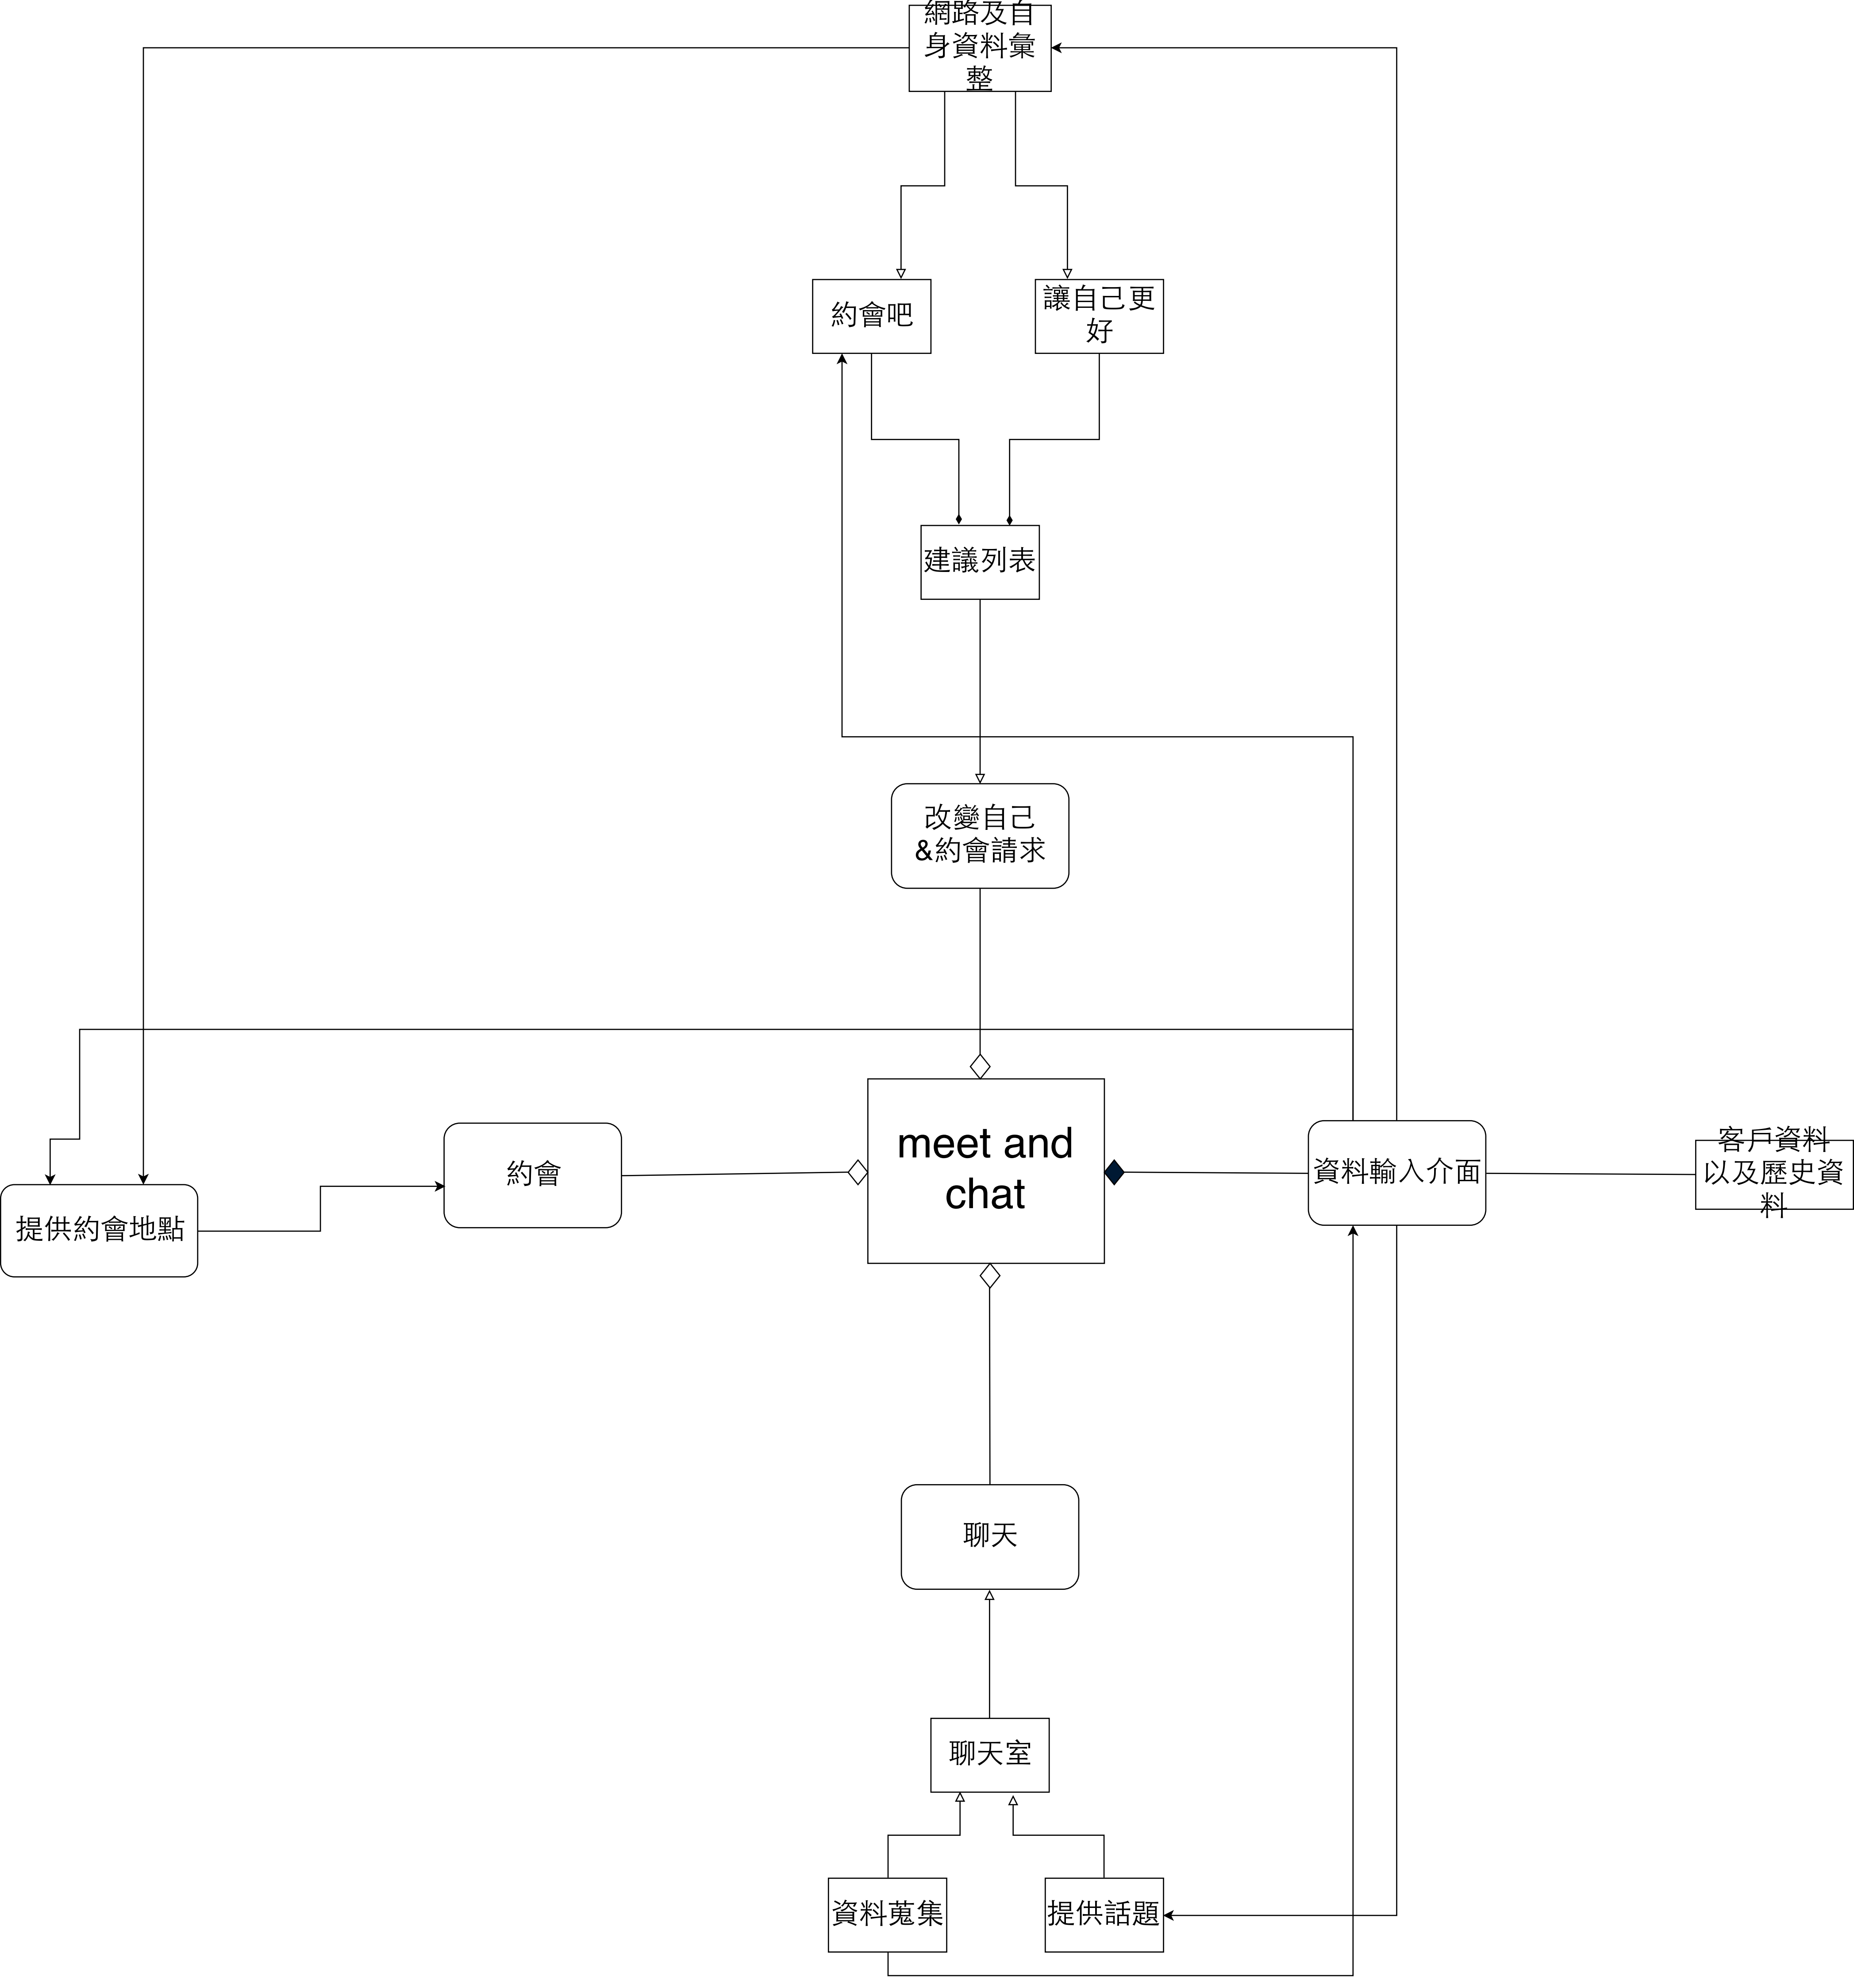 網路及自
身資料彙
整
約會吧
讓自己更
好
建議列表
改變自己
&約會請求
meet and
chat
約會
提供約會地點
資料輸入介面
客戶資料
以及歷史資
料
聊天
聊天室
資料蒐集
提供話題